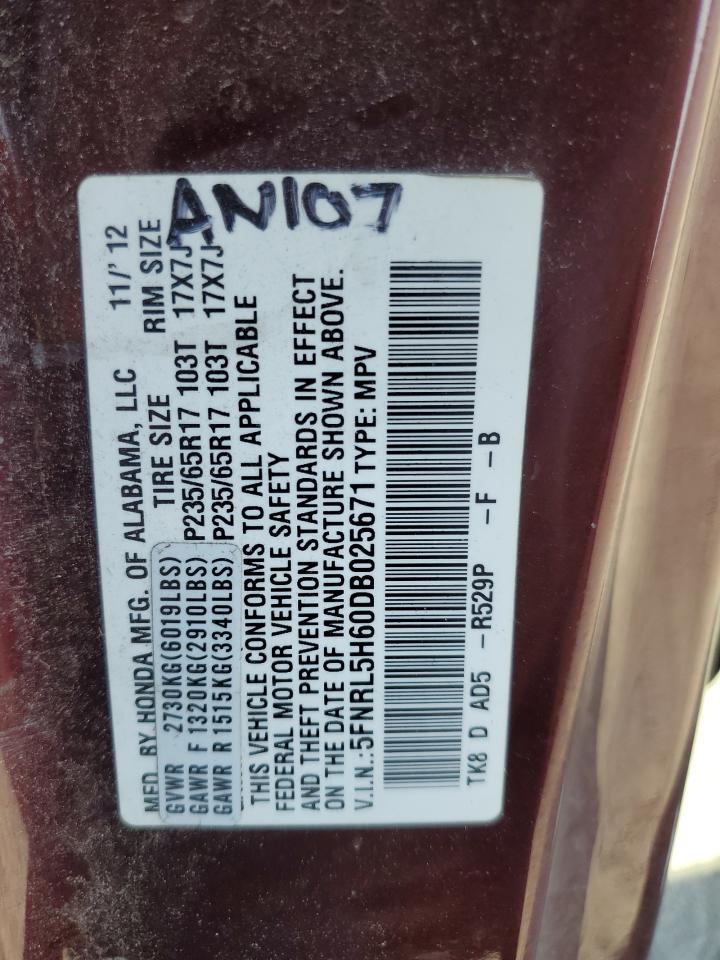 AN107
MFD. BY HONDA MFG. OF ALABAMA, LLC 11/'12
TIRE SIZE RIM SIZE
GVWR 2730KG(6019LBS)
GAWR F 1320KG(2910LBS) P235/65R17 103T 17X7J
GAWR R 1515KG(3340LBS) P235/65R17 103T 17X7J
THIS VEHICLE CONFORMS TO ALL APPLICABLE
FEDERAL MOTOR VEHICLE SAFETY
AND THEFT PREVENTION STANDARDS IN EFFECT
ON THE DATE OF MANUFACTURE SHOWN ABOVE.
V.I.N.:5FNRL5H60DB025671 TYPE: MPV
TK8 D AD5 -R529P -F -B